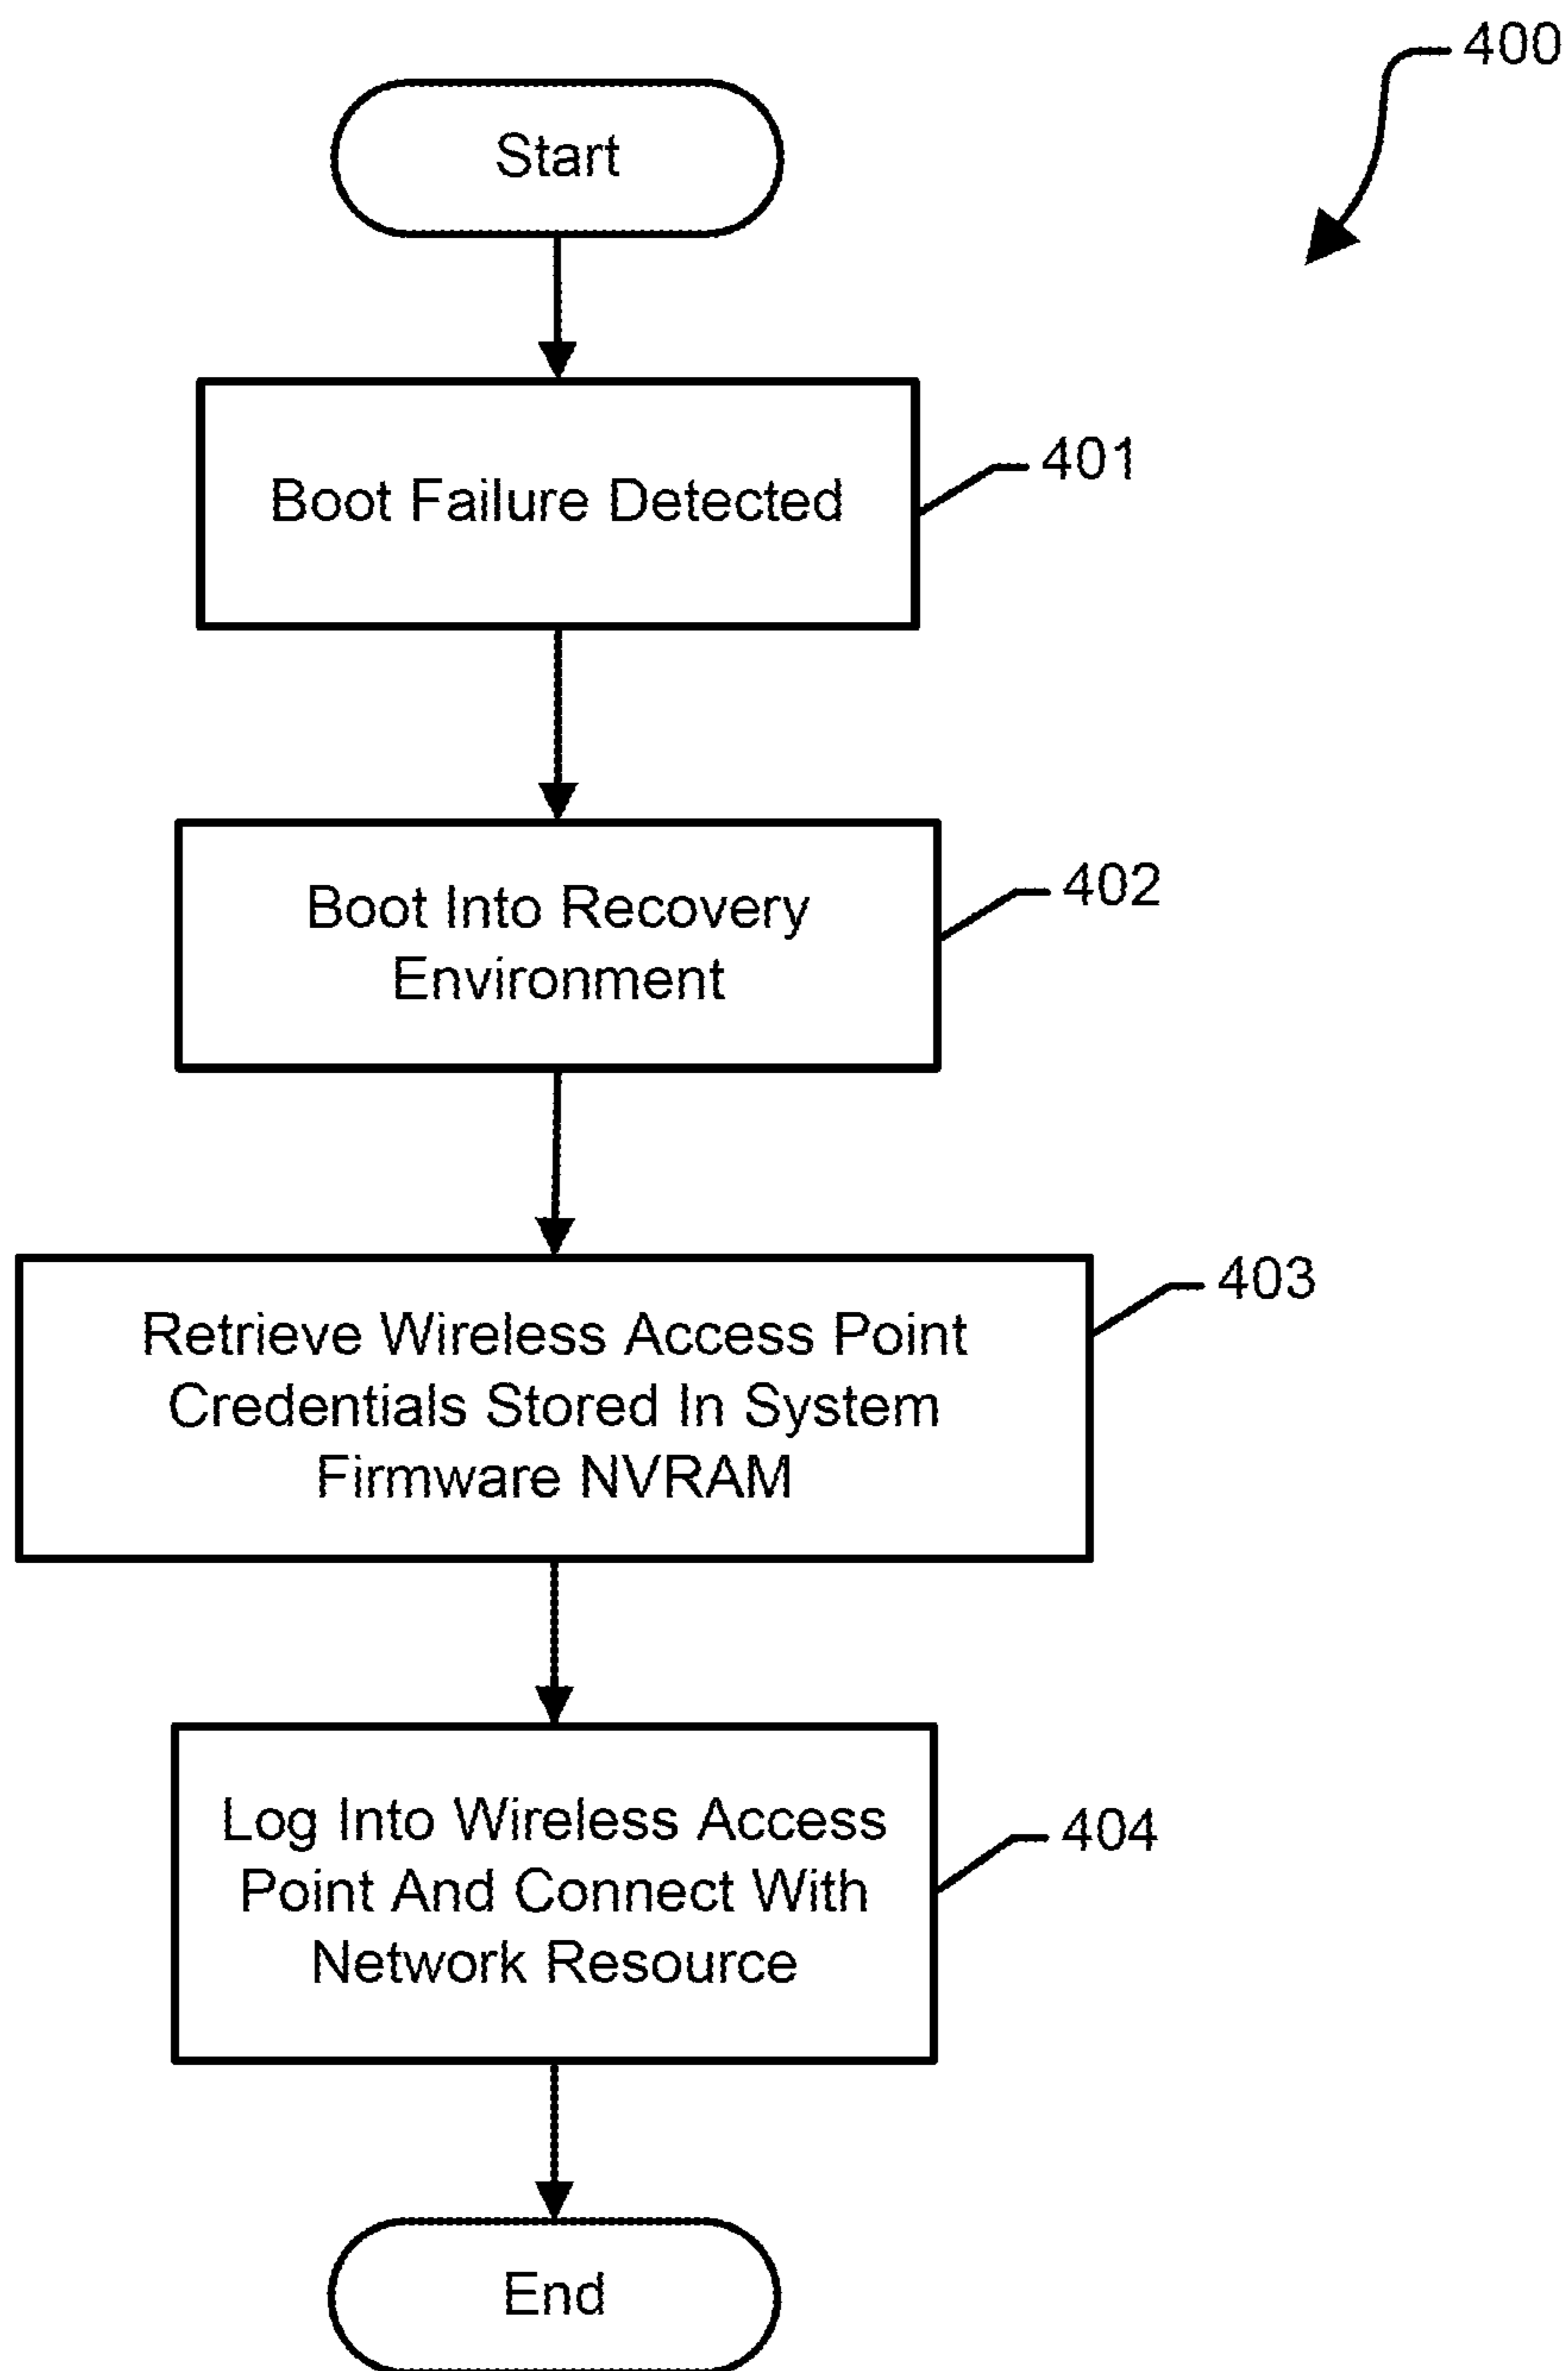 400
Start
Boot Failure Detected
401
Boot Into Recovery
Environment
402
Retrieve Wireless Access Point
Credentials Stored In System
Firmware NVRAM
403
Log Into Wireless Access
Point And Connect With
Network Resource
404
End